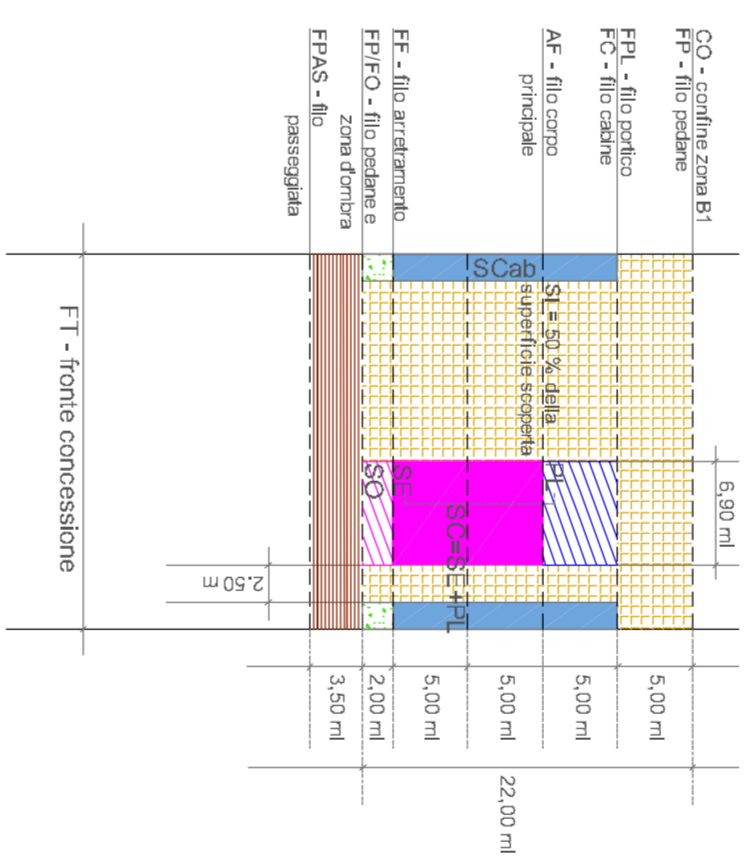 CO - confine zona B1
FP - filo pedane
FPL - filo portico
FC - filo cabine
AF - filo corpo
principale
FF - filo arretramento
FP/FO - filo pedane e
zona d'ombra
FPAS - filo
passeggiata
SCab
SL = 50 % della
superficie scoperta
PL
SE
SO
SC=SE+PL
6,90 ml
2.50 m
5,00 ml
5,00 ml
5,00 ml
5,00 ml
2,00 ml
3,50 ml
22,00 ml
FT - fronte concessione